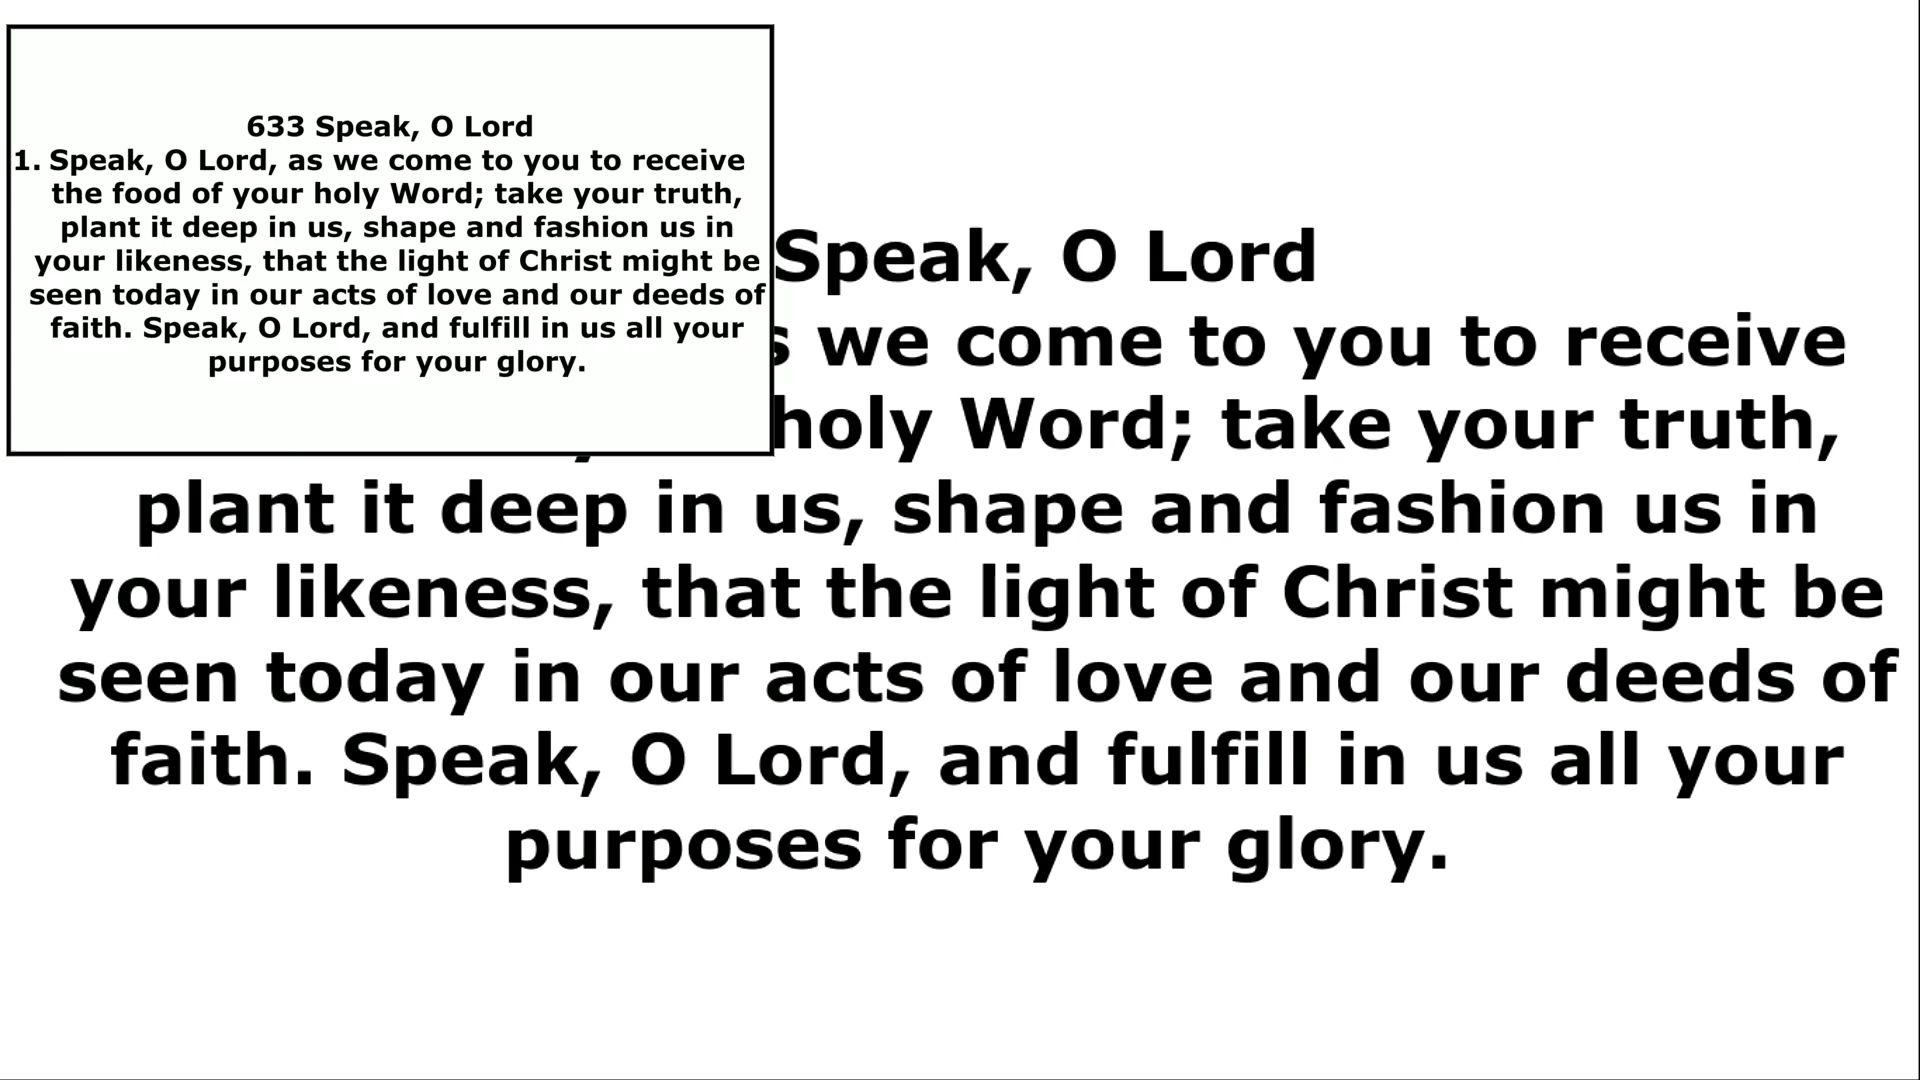 633 Speak, O Lord
1. Speak, O Lord, as we come to you to receive
the food of your holy Word; take your truth,
plant it deep in us, shape and fashion us in
your likeness, that the light of Christ might be
seen today in our acts of love and our deeds of
faith. Speak, O Lord, and fulfill in us all your
purposes for your glory.
Speak, O Lord
we come to you to receive
holy Word; take your truth,
plant it deep in us, shape and fashion us in
your likeness, that the light of Christ might be
seen today in our acts of love and our deeds of
faith. Speak, O Lord, and fulfill in us all your
purposes for your glory.